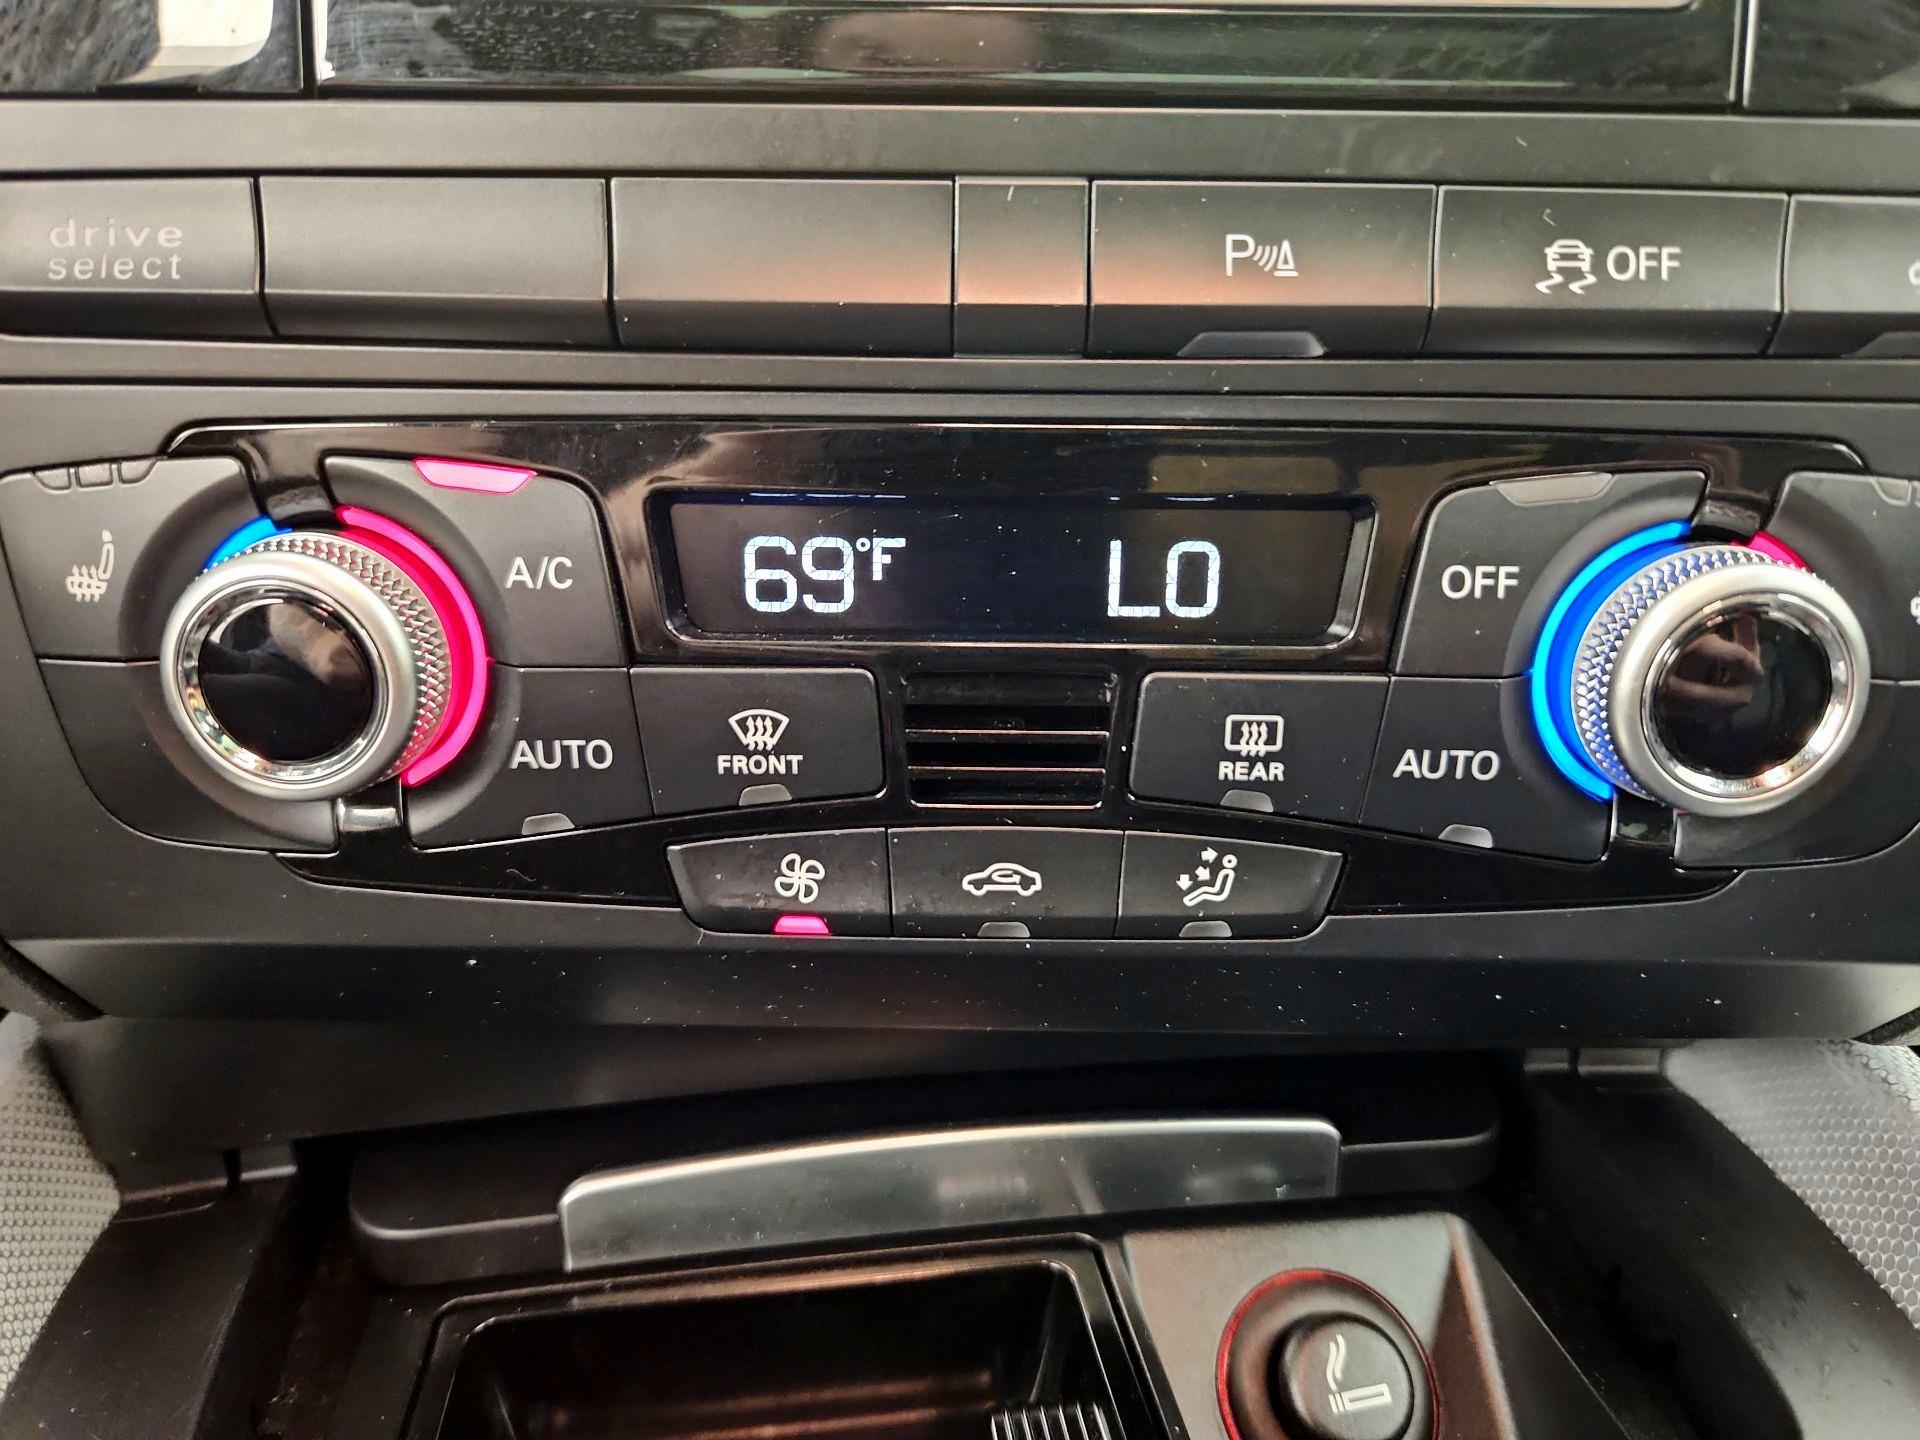 drive
select
P
OFF
A/C
69°F
LO
OFF
AUTO
FRONT
REAR
AUTO